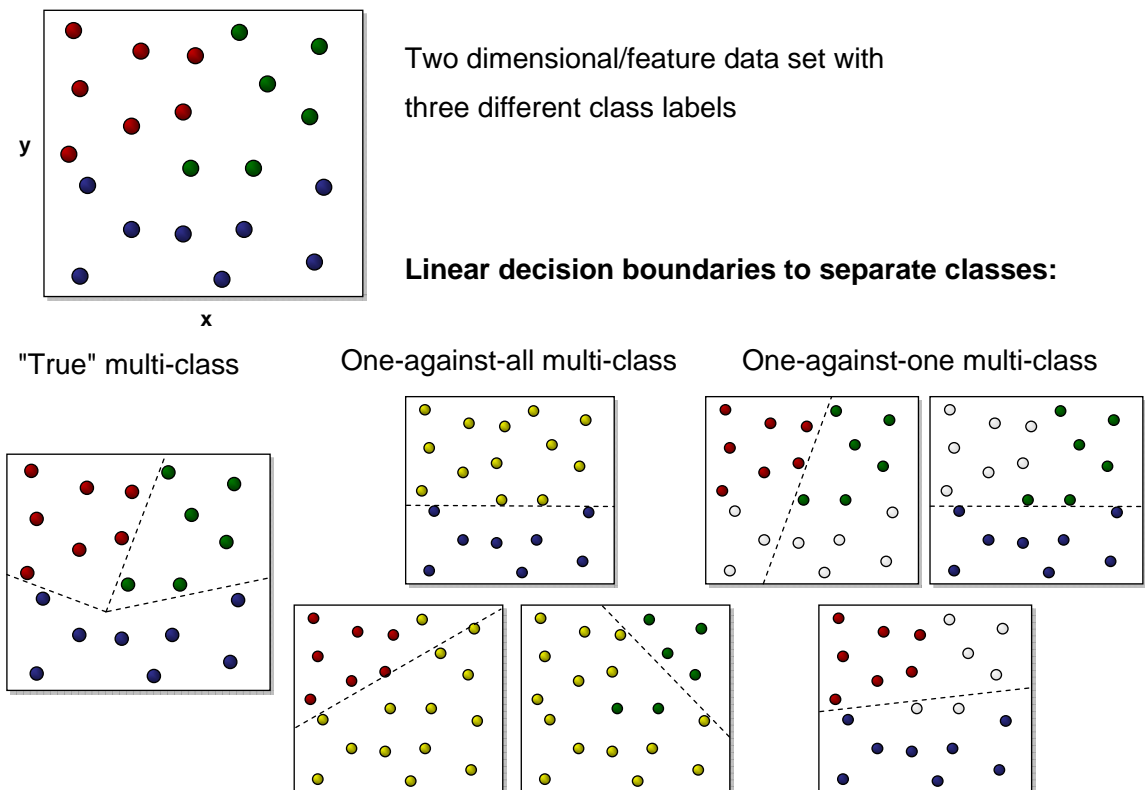 Two dimensional/feature data set with
three different class labels
y
x
Linear decision boundaries to separate classes:
"True" multi-class
One-against-all multi-class
One-against-one multi-class